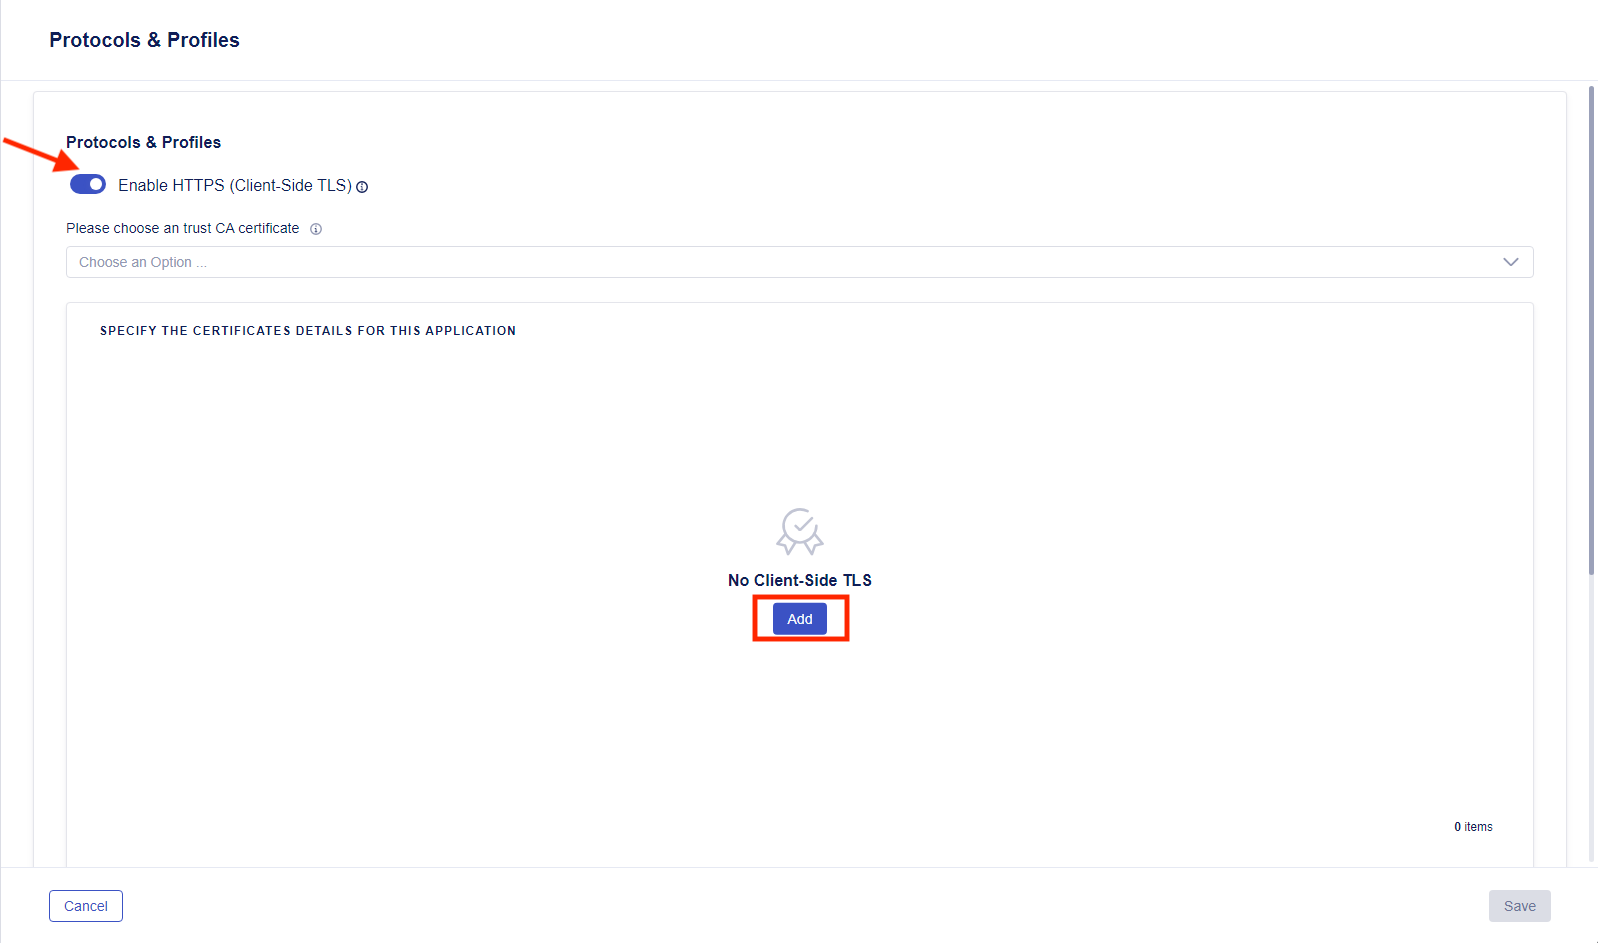 Protocols & Profiles
Protocols & Profiles
Enable HTTPS (Client-Side TLS)
Please choose an trust CA certificate
Choose an Option ...
SPECIFY THE CERTIFICATES DETAILS FOR THIS APPLICATION
No Client-Side TLS
Add
0 items
Cancel
Save